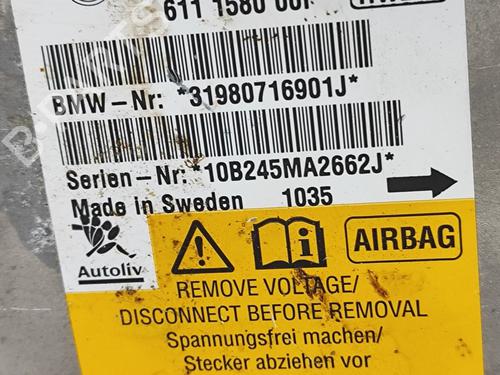 611 1580 00
BMW-Nr: *31980716901J*
Serien-Nr: *10B245MA2662J*
Made in Sweden 1035
Autoliv
AIRBAG
REMOVE VOLTAGE/
DISCONNECT BEFORE REMOVAL
Spannungsfrei machen/
Stecker abziehen vor